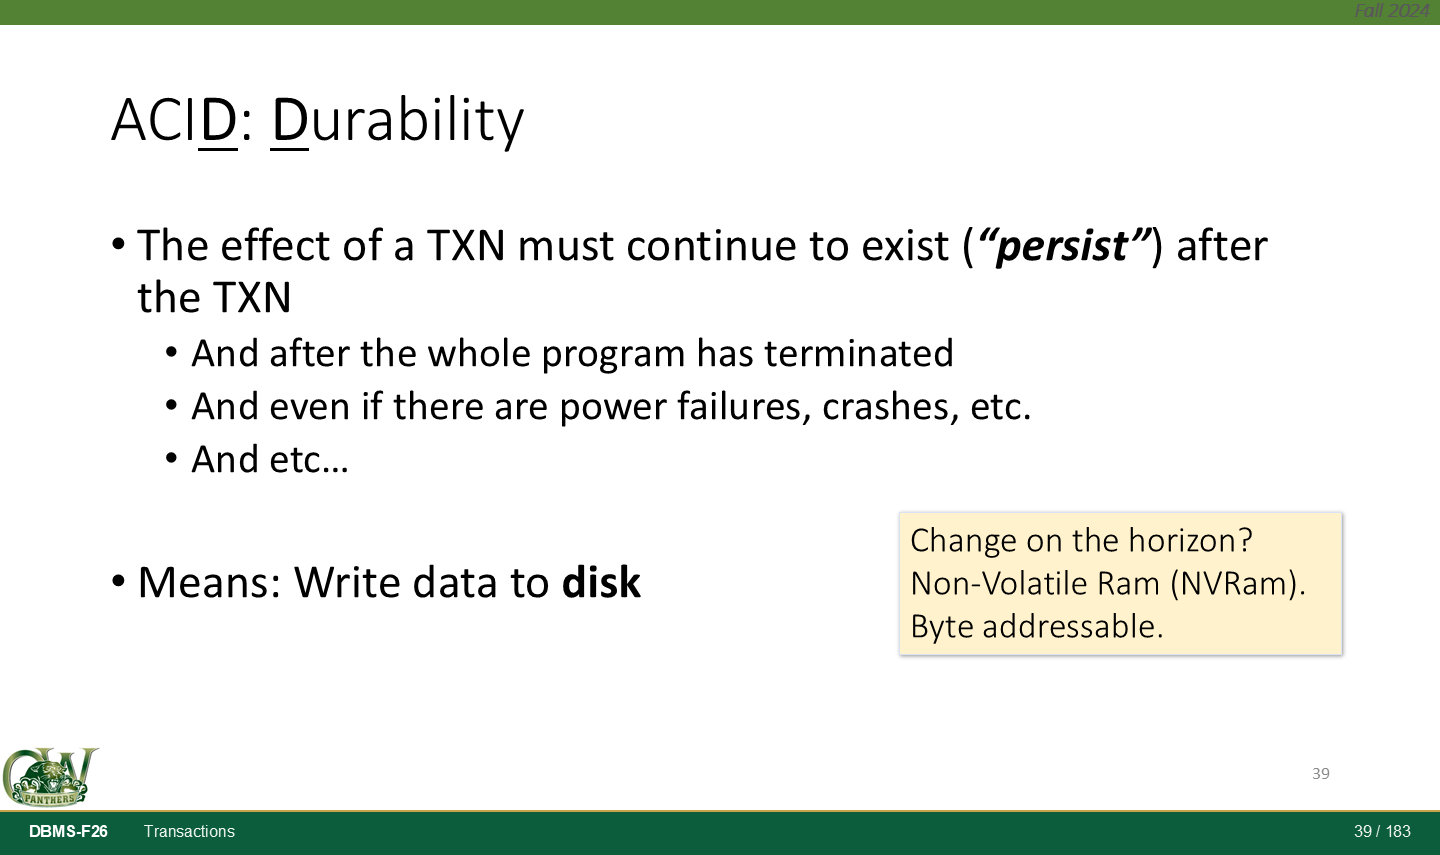 Fall 2024
ACID: Durability
• The effect of a TXN must continue to exist (“persist”) after
the TXN
• And after the whole program has terminated
• And even if there are power failures, crashes, etc.
• And etc…
• Means: Write data to disk
Change on the horizon?
Non-Volatile Ram (NVRam).
Byte addressable.
39
OW
PANTHERS
DBMS-F26 Transactions 39 / 183